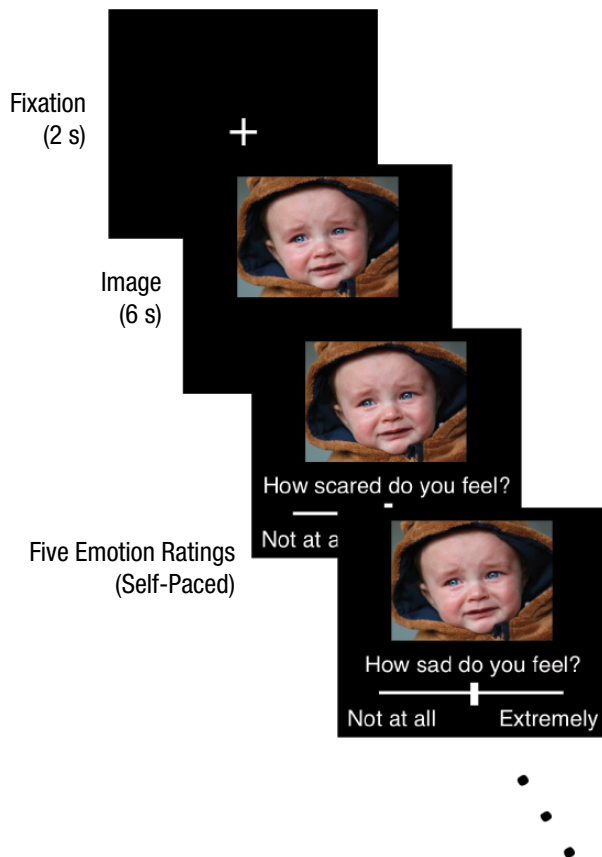 Fixation
(2 s)
Image
(6 s)
How scared do you feel?
Not at a
Five Emotion Ratings
(Self-Paced)
How sad do you feel?
Not at all Extremely